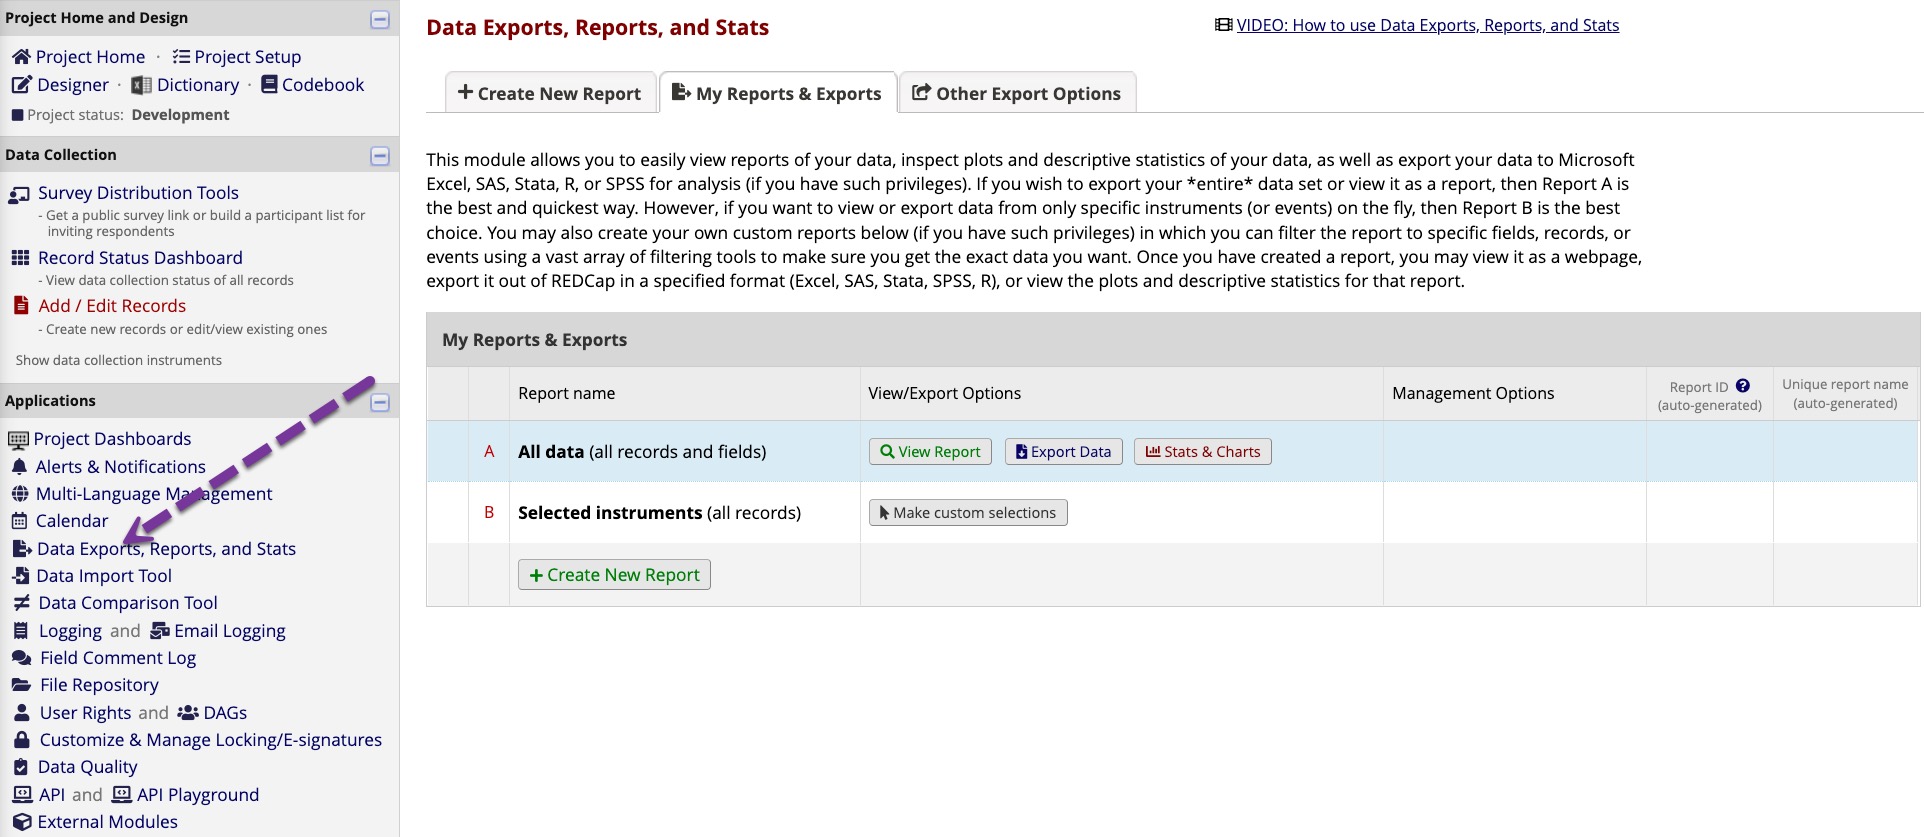 Project Home and Design
Project Home · Project Setup
Designer · Dictionary · Codebook
Project status: Development
Data Collection
Survey Distribution Tools
- Get a public survey link or build a participant list for
inviting respondents
Record Status Dashboard
- View data collection status of all records
Add / Edit Records
- Create new records or edit/view existing ones
Show data collection instruments
Applications
Project Dashboards
Alerts & Notifications
Multi-Language Management
Calendar
Data Exports, Reports, and Stats
Data Import Tool
Data Comparison Tool
Logging and Email Logging
Field Comment Log
File Repository
User Rights and DAGs
Customize & Manage Locking/E-signatures
Data Quality
API and API Playground
External Modules
Data Exports, Reports, and Stats
VIDEO: How to use Data Exports, Reports, and Stats
+ Create New Report
My Reports & Exports
Other Export Options
This module allows you to easily view reports of your data, inspect plots and descriptive statistics of your data, as well as export your data to Microsoft
Excel, SAS, Stata, R, or SPSS for analysis (if you have such privileges). If you wish to export your *entire* data set or view it as a report, then Report A is
the best and quickest way. However, if you want to view or export data from only specific instruments (or events) on the fly, then Report B is the best
choice. You may also create your own custom reports below (if you have such privileges) in which you can filter the report to specific fields, records, or
events using a vast array of filtering tools to make sure you get the exact data you want. Once you have created a report, you may view it as a webpage,
export it out of REDCap in a specified format (Excel, SAS, Stata, SPSS, R), or view the plots and descriptive statistics for that report.
My Reports & Exports
Report name
View/Export Options
Management Options
Report ID ?
(auto-generated)
Unique report name
(auto-generated)
A All data (all records and fields) View Report Export Data Stats & Charts
B Selected instruments (all records) Make custom selections
+ Create New Report